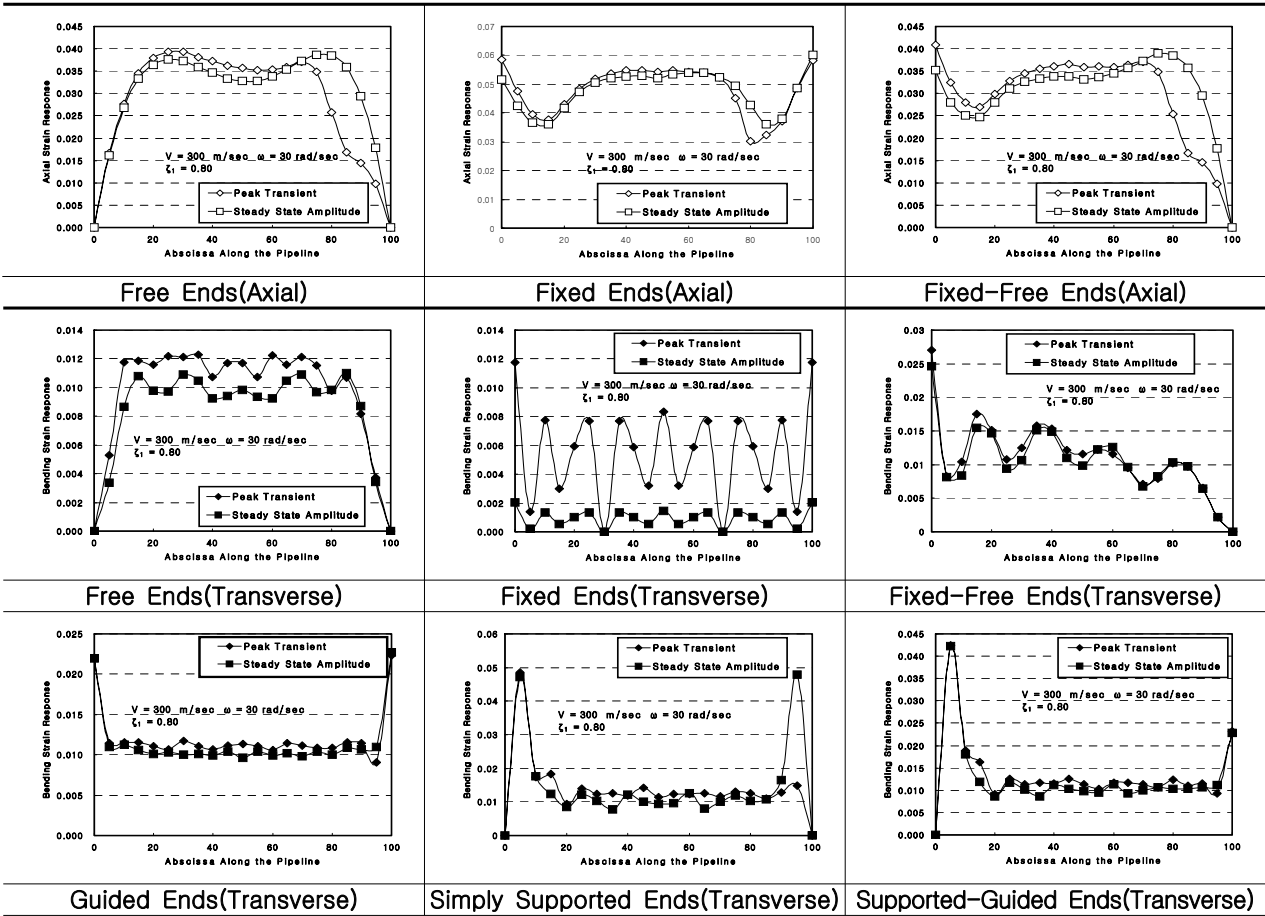 0.045
0.040
0.035
0.030
0.025
0.020
0.015
0.010
0.005
0.000
Axial Strain Response
V = 300 m/sec ω = 30 rad/sec
ζ₁ = 0.80
Peak Transient
Steady State Amplitude
0 20 40 60 80 100
Abscissa Along the Pipeline
Free Ends(Axial)
0.07
0.06
0.05
0.04
0.03
0.02
0.01
0
Axial Strain Response
V = 300 m/sec ω = 30 rad/sec
ζ₁ = 0.80
Peak Transient
Steady State Amplitude
0 20 40 60 80 100
Abscissa Along the Pipeline
Fixed Ends(Axial)
0.045
0.040
0.035
0.030
0.025
0.020
0.015
0.010
0.005
0.000
Axial Strain Response
V = 300 m/sec ω = 30 rad/sec
ζ₁ = 0.80
Peak Transient
Steady State Amplitude
0 20 40 60 80 100
Abscissa Along the Pipeline
Fixed-Free Ends(Axial)
0.014
0.012
0.010
0.008
0.006
0.004
0.002
0.000
Bending Strain Response
V = 300 m/sec ω = 30 rad/sec
ζ₁ = 0.80
Peak Transient
Steady State Amplitude
0 20 40 60 80 100
Abscissa Along the Pipeline
Free Ends(Transverse)
0.014
0.012
0.010
0.008
0.006
0.004
0.002
0.000
Bending Strain Response
Peak Transient
Steady State Amplitude
V = 300 m/sec ω = 30 rad/sec
ζ₁ = 0.80
0 20 40 60 80 100
Abscissa Along the Pipeline
Fixed Ends(Transverse)
0.03
0.025
0.02
0.015
0.01
0.005
0
Bending Strain Response
Peak Transient
Steady State Amplitude
V = 300 m/sec ω = 30 rad/sec
ζ₁ = 0.80
0 20 40 60 80 100
Abscissa Along the Pipeline
Fixed-Free Ends(Transverse)
0.025
0.020
0.015
0.010
0.005
0.000
Bending Strain Response
Peak Transient
Steady State Amplitude
V = 300 m/sec ω = 30 rad/sec
ζ₁ = 0.80
0 20 40 60 80 100
Abscissa Along the Pipeline
Guided Ends(Transverse)
0.06
0.05
0.04
0.03
0.02
0.01
0
Bending Strain Response
Peak Transient
Steady State Amplitude
V = 300 m/sec ω = 30 rad/sec
ζ₁ = 0.80
0 20 40 60 80 100
Abscissa Along the Pipeline
Simply Supported Ends(Transverse)
0.045
0.040
0.035
0.030
0.025
0.020
0.015
0.010
0.005
0.000
Bending Strain Response
Peak Transient
Steady State Amplitude
V = 300 m/sec ω = 30 rad/sec
ζ₁ = 0.80
0 20 40 60 80 100
Abscissa Along the Pipeline
Supported-Guided Ends(Transverse)